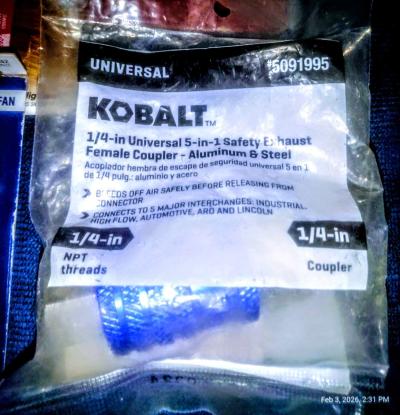 UNIVERSAL
#5091995
FAN
KOBALT™
1/4-in Universal 5-in-1 Safety Exhaust
Female Coupler - Aluminum & Steel
Acoplador hembra de escape de seguridad universal 5 en 1
de 1/4 pulg.: aluminio y acero
BLEEDS OFF AIR SAFELY BEFORE RELEASING FROM
CONNECTOR
CONNECTS TO 5 MAJOR INTERCHANGES: INDUSTRIAL,
HIGH FLOW, AUTOMOTIVE, ARO AND LINCOLN
1/4-in
NPT
threads
1/4-in
Coupler
Feb 3, 2026, 2:31 PM